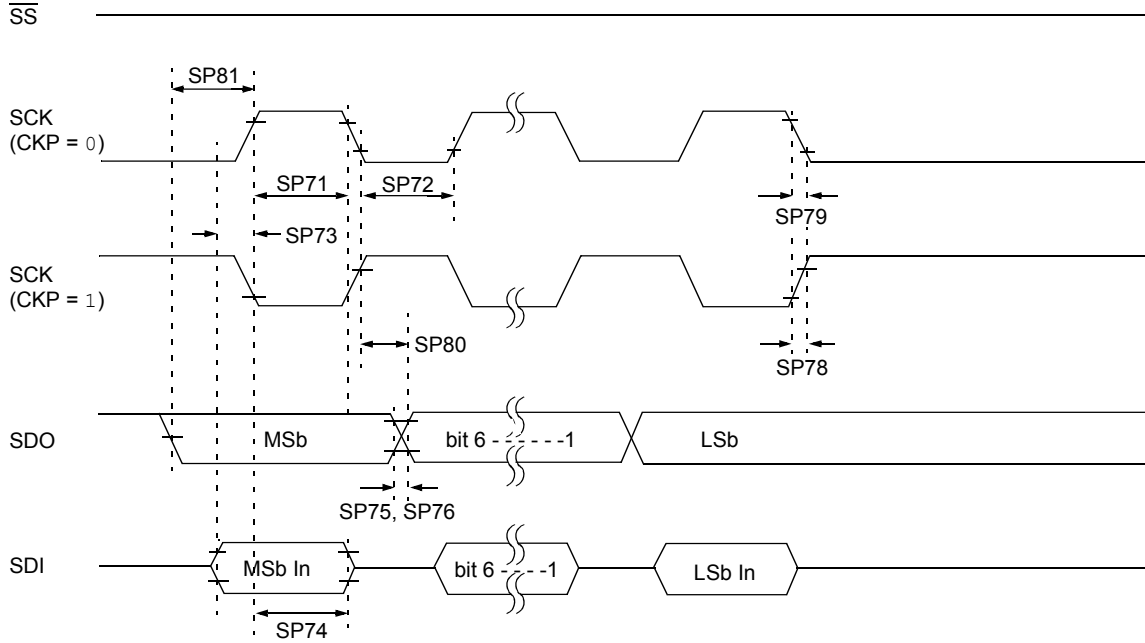 SS
SP81
SCK
(CKP = 0)
SP71
SP72
SP79
SP73
SCK
(CKP = 1)
SP80
SP78
SDO
MSb
bit 6 - - - - - -1
LSb
SP75, SP76
SDI
MSb In
bit 6 - - - -1
LSb In
SP74